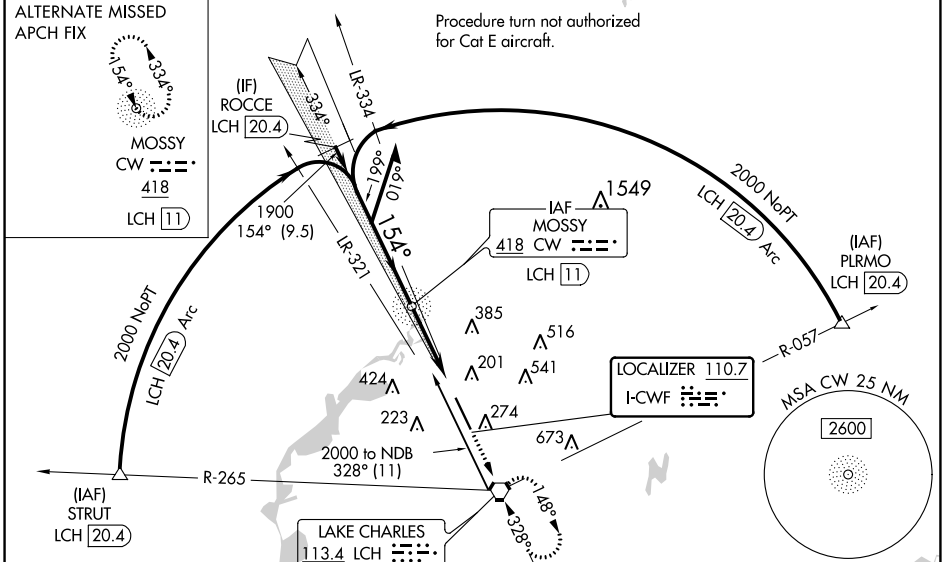 ALTERNATE MISSED
APCH FIX
154°
334°
MOSSY
CW
418
LCH 11
Procedure turn not authorized
for Cat E aircraft.
(IF)
ROCCE
LCH 20.4
334°
LR-334
199°
019°
1900
154° (9.5)
LR-321
154°
2000 NoPT
LCH 20.4 Arc
2000 NoPT
LCH 20.4 Arc
1549
IAF
MOSSY
418 CW
LCH 11
(IAF)
PLRMO
LCH 20.4
R-057
385
516
201
541
424
223
274
673
LOCALIZER 110.7
I-CWF
MSA CW 25 NM
2600
2000 to NDB
328° (11)
R-265
(IAF)
STRUT
LCH 20.4
148°
328°
LAKE CHARLES
113.4 LCH